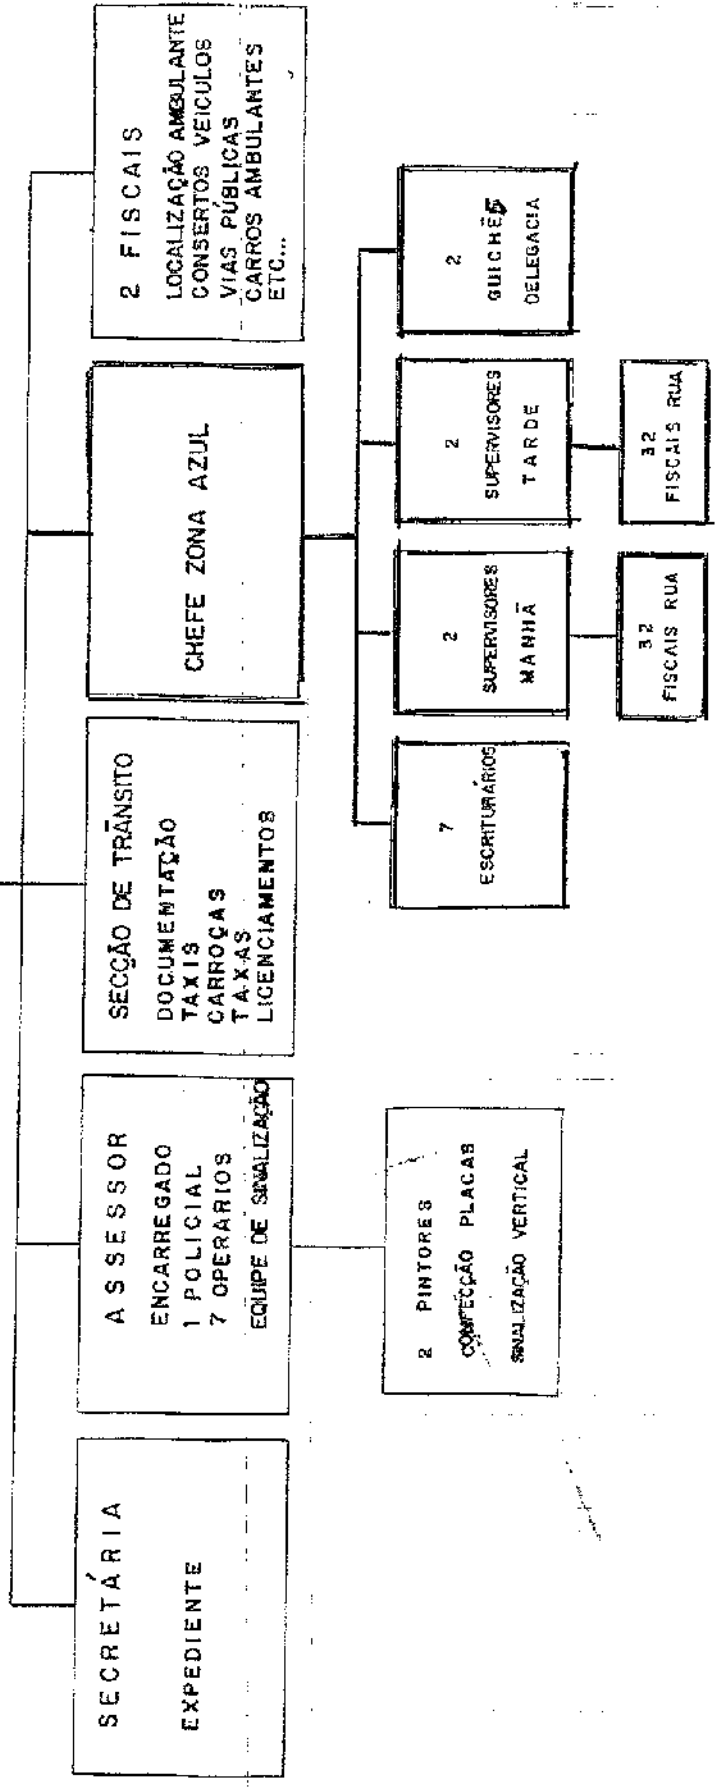 SECRETÁRIA
EXPEDIENTE
ASSESSOR
ENCARREGADO
1 POLICIAL
7 OPERÁRIOS
EQUIPE DE SINALIZAÇÃO
SECÇÃO DE TRÂNSITO
DOCUMENTAÇÃO
TAXIS
CARROÇAS
TAXAS
LICENCIAMENTOS
CHEFE ZONA AZUL
2 FISCAIS
LOCALIZAÇÃO AMBULANTE
CONSERTOS VEICULOS
VIAS PÚBLICAS
CARROS AMBULANTES
ETC...
2 PINTORES
CONFECÇÃO PLACAS
SINALIZAÇÃO VERTICAL
7
ESCRITURÁRIOS
2
SUPERVISORES
MANHÃ
2
SUPERVISORES
TARDE
2
GUICHÊS
DELEGACIA
32
FISCAIS RUA
32
FISCAIS RUA